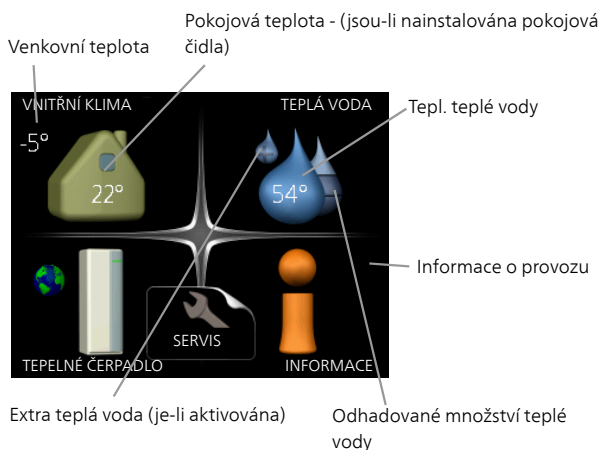 Pokojová teplota - (jsou-li nainstalována pokojová
čidla)
Venkovní teplota
VNITŘNÍ KLIMA
TEPLÁ VODA
Tepl. teplé vody
-5°
22°
54°
Informace o provozu
SERVIS
TEPELNÉ ČERPADLO
INFORMACE
Extra teplá voda (je-li aktivována)
Odhadované množství teplé
vody